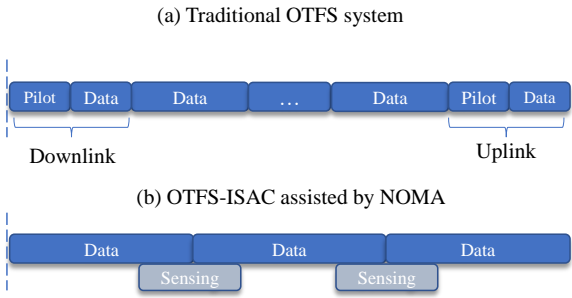 (a) Traditional OTFS system
Pilot Data Data … Data Pilot Data
Downlink Uplink
(b) OTFS-ISAC assisted by NOMA
Data Data Data
Sensing Sensing